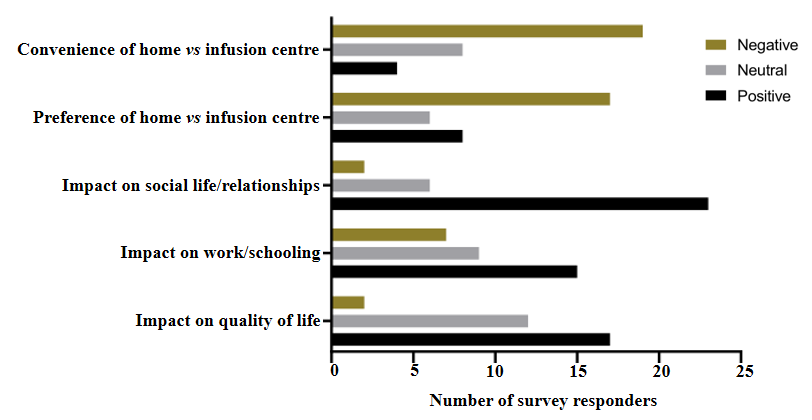 Convenience of home vs infusion centre
Preference of home vs infusion centre
Impact on social life/relationships
Impact on work/schooling
Impact on quality of life
Negative
Neutral
Positive
0 5 10 15 20 25
Number of survey responders